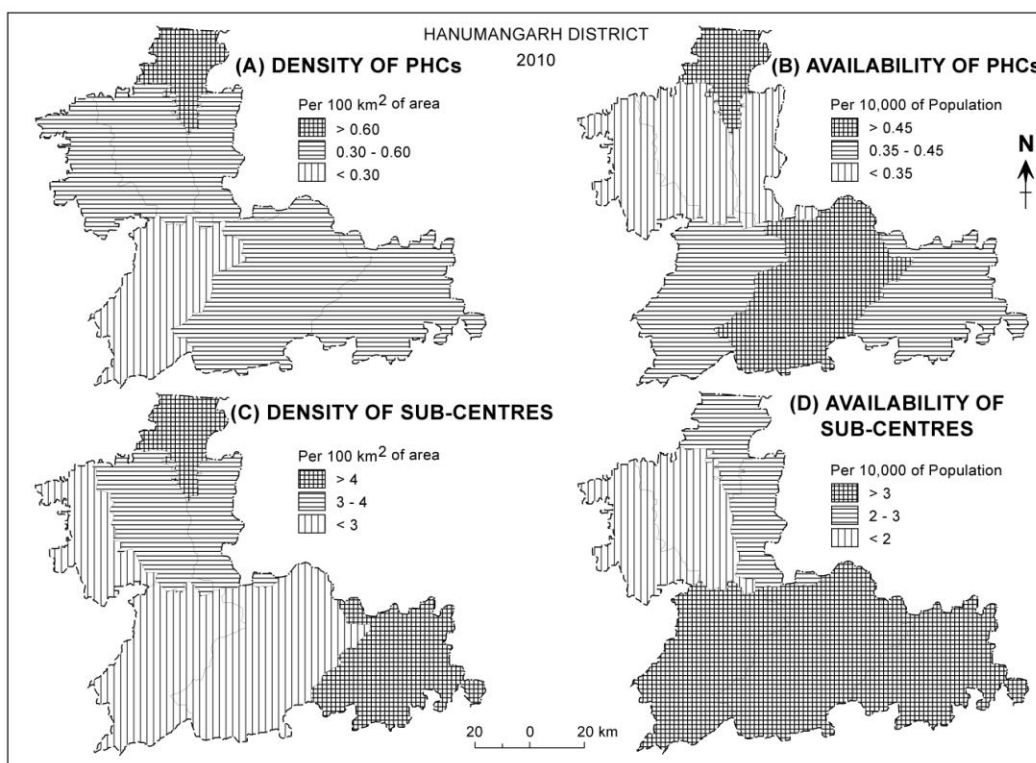 HANUMANGARH DISTRICT
2010
(A) DENSITY OF PHCs
Per 100 km² of area
> 0.60
0.30 - 0.60
< 0.30
(B) AVAILABILITY OF PHCs
Per 10,000 of Population
> 0.45
0.35 - 0.45
< 0.35
N
(C) DENSITY OF SUB-CENTRES
Per 100 km² of area
> 4
3 - 4
< 3
(D) AVAILABILITY OF
SUB-CENTRES
Per 10,000 of Population
> 3
2 - 3
< 2
20 0 20 km